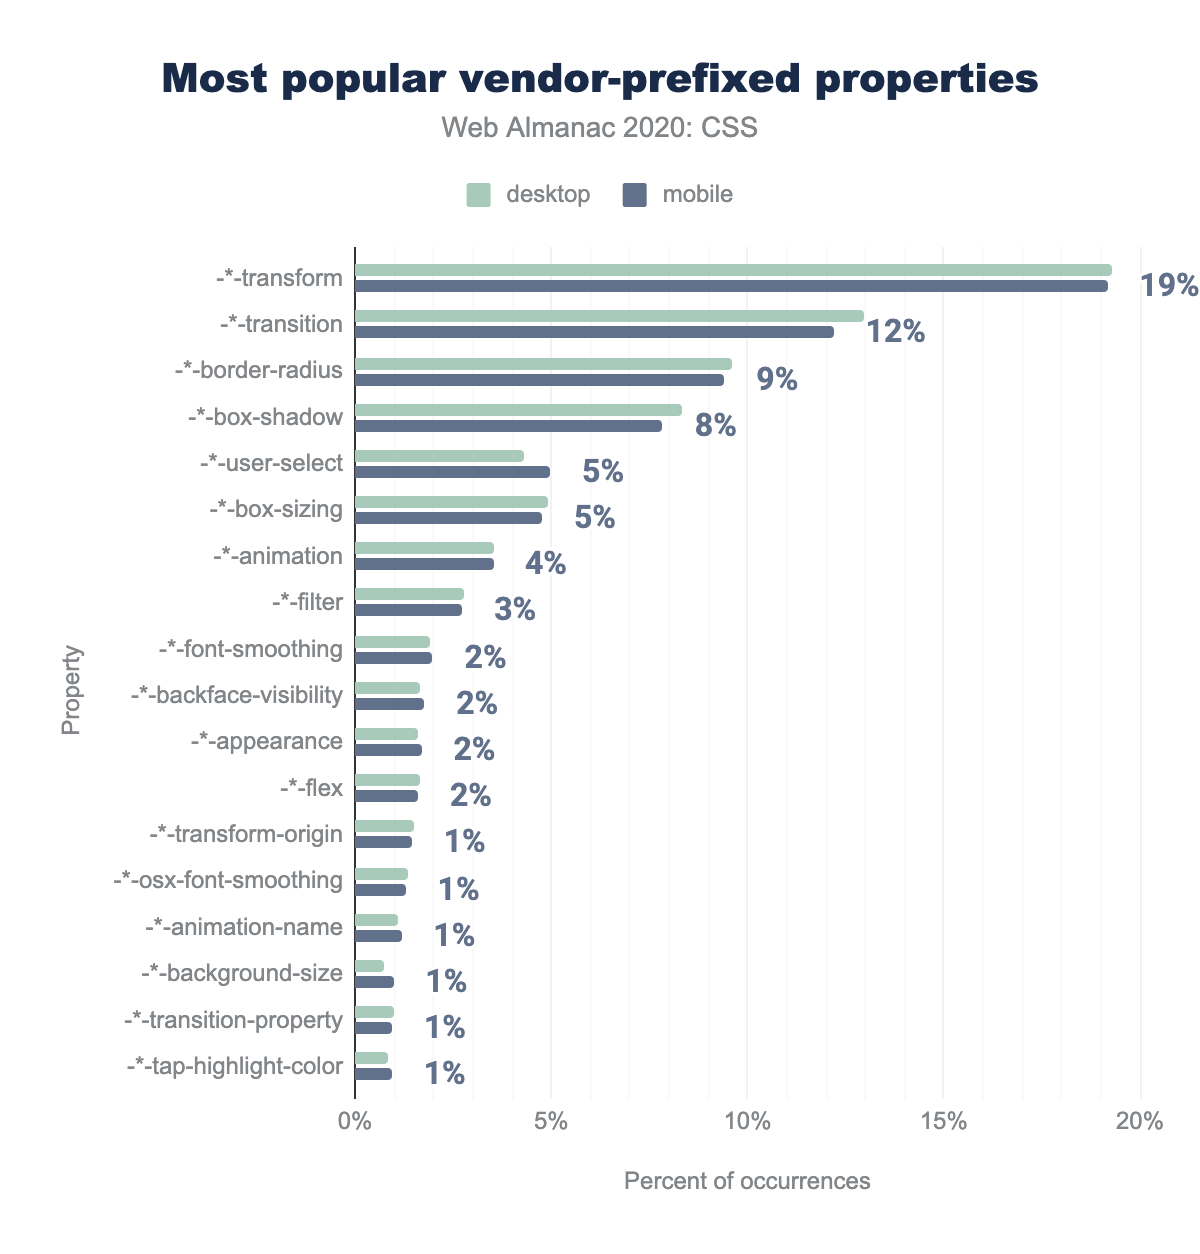 Most popular vendor-prefixed properties
Web Almanac 2020: CSS
desktop
mobile
-*-transform
19%
-*-transition
12%
-*-border-radius
9%
-*-box-shadow
8%
-*-user-select
5%
-*-box-sizing
5%
-*-animation
4%
-*-filter
3%
-*-font-smoothing
2%
-*-backface-visibility
2%
-*-appearance
2%
-*-flex
2%
-*-transform-origin
1%
-*-osx-font-smoothing
1%
-*-animation-name
1%
-*-background-size
1%
-*-transition-property
1%
-*-tap-highlight-color
1%
Property
0%
5%
10%
15%
20%
Percent of occurrences